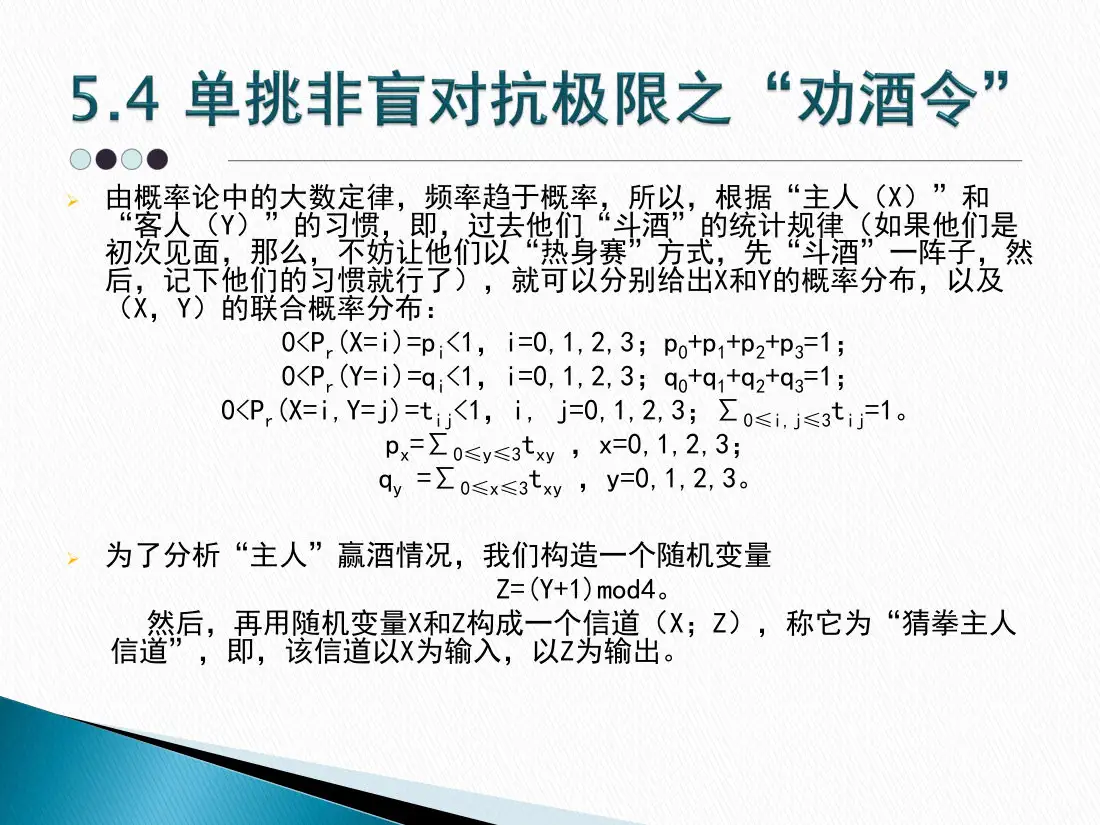 5.4 单挑非盲对抗极限之“劝酒令”
由概率论中的大数定律，频率趋于概率，所以，根据“主人（X）”和
“客人（Y）”的习惯，即，过去他们“斗酒”的统计规律（如果他们是
初次见面，那么，不妨让他们以“热身赛”方式，先“斗酒”一阵子，然
后，记下他们的习惯就行了），就可以分别给出X和Y的概率分布，以及
（X，Y）的联合概率分布：
0<Pr(X=i)=pi<1，i=0,1,2,3；p0+p1+p2+p3=1；
0<Pr(Y=i)=qi<1，i=0,1,2,3；q0+q1+q2+q3=1；
0<Pr(X=i,Y=j)=tij<1，i, j=0,1,2,3；∑0≤i,j≤3tij=1。
px=∑0≤y≤3txy ，x=0,1,2,3；
qy =∑0≤x≤3txy ，y=0,1,2,3。
为了分析“主人”赢酒情况，我们构造一个随机变量
Z=(Y+1)mod4。
然后，再用随机变量X和Z构成一个信道（X；Z），称它为“猜拳主人
信道”，即，该信道以X为输入，以Z为输出。